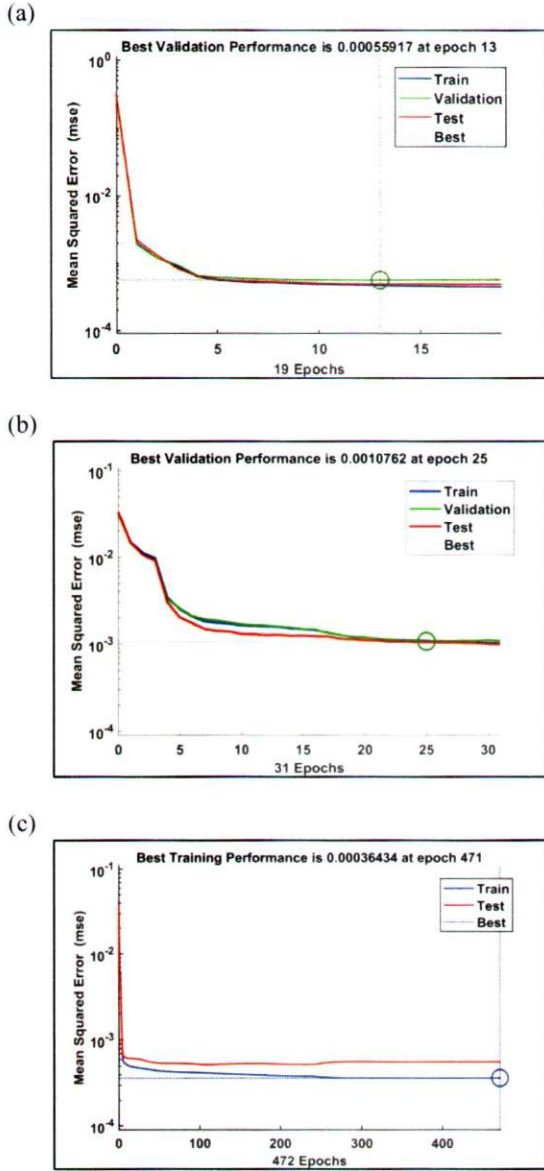 (a)
Best Validation Performance is 0.00055917 at epoch 13
Mean Squared Error (mse)
10^0
10^-2
10^-4
Train
Validation
Test
Best
0
5
10
15
19 Epochs
(b)
Best Validation Performance is 0.0010762 at epoch 25
Mean Squared Error (mse)
10^-1
10^-2
10^-3
10^-4
Train
Validation
Test
Best
0
5
10
15
20
25
30
31 Epochs
(c)
Best Training Performance is 0.00036434 at epoch 471
Mean Squared Error (mse)
10^-1
10^-2
10^-3
10^-4
Train
Test
Best
0
100
200
300
400
472 Epochs